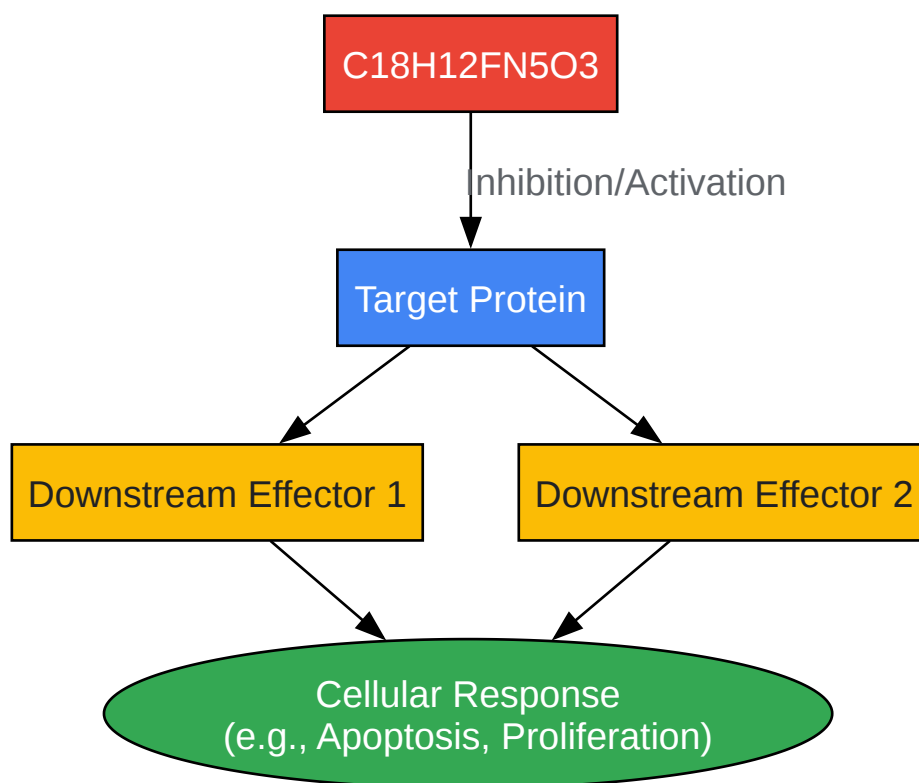 C18H12FN5O3
Inhibition/Activation
Target Protein
Downstream Effector 1
Downstream Effector 2
Cellular Response
(e.g., Apoptosis, Proliferation)